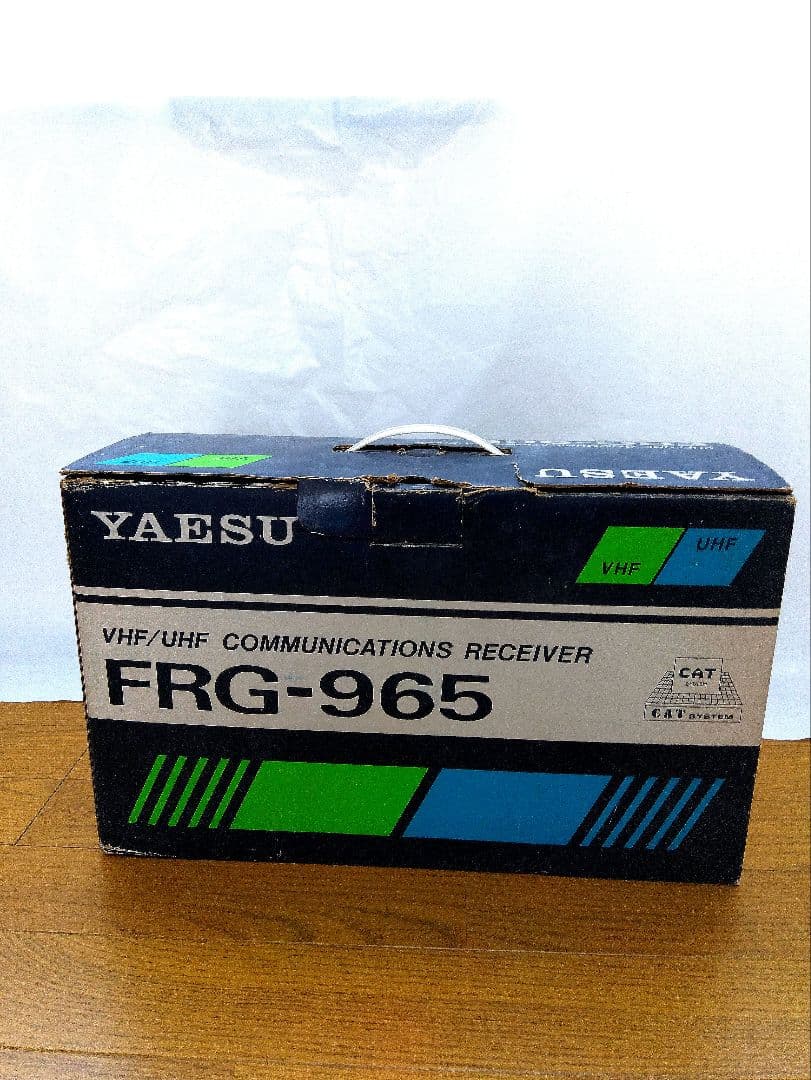 YAESU
YAESU
VHF
UHF
VHF/UHF COMMUNICATIONS RECEIVER
FRG-965
CAT
CAT SYSTEM